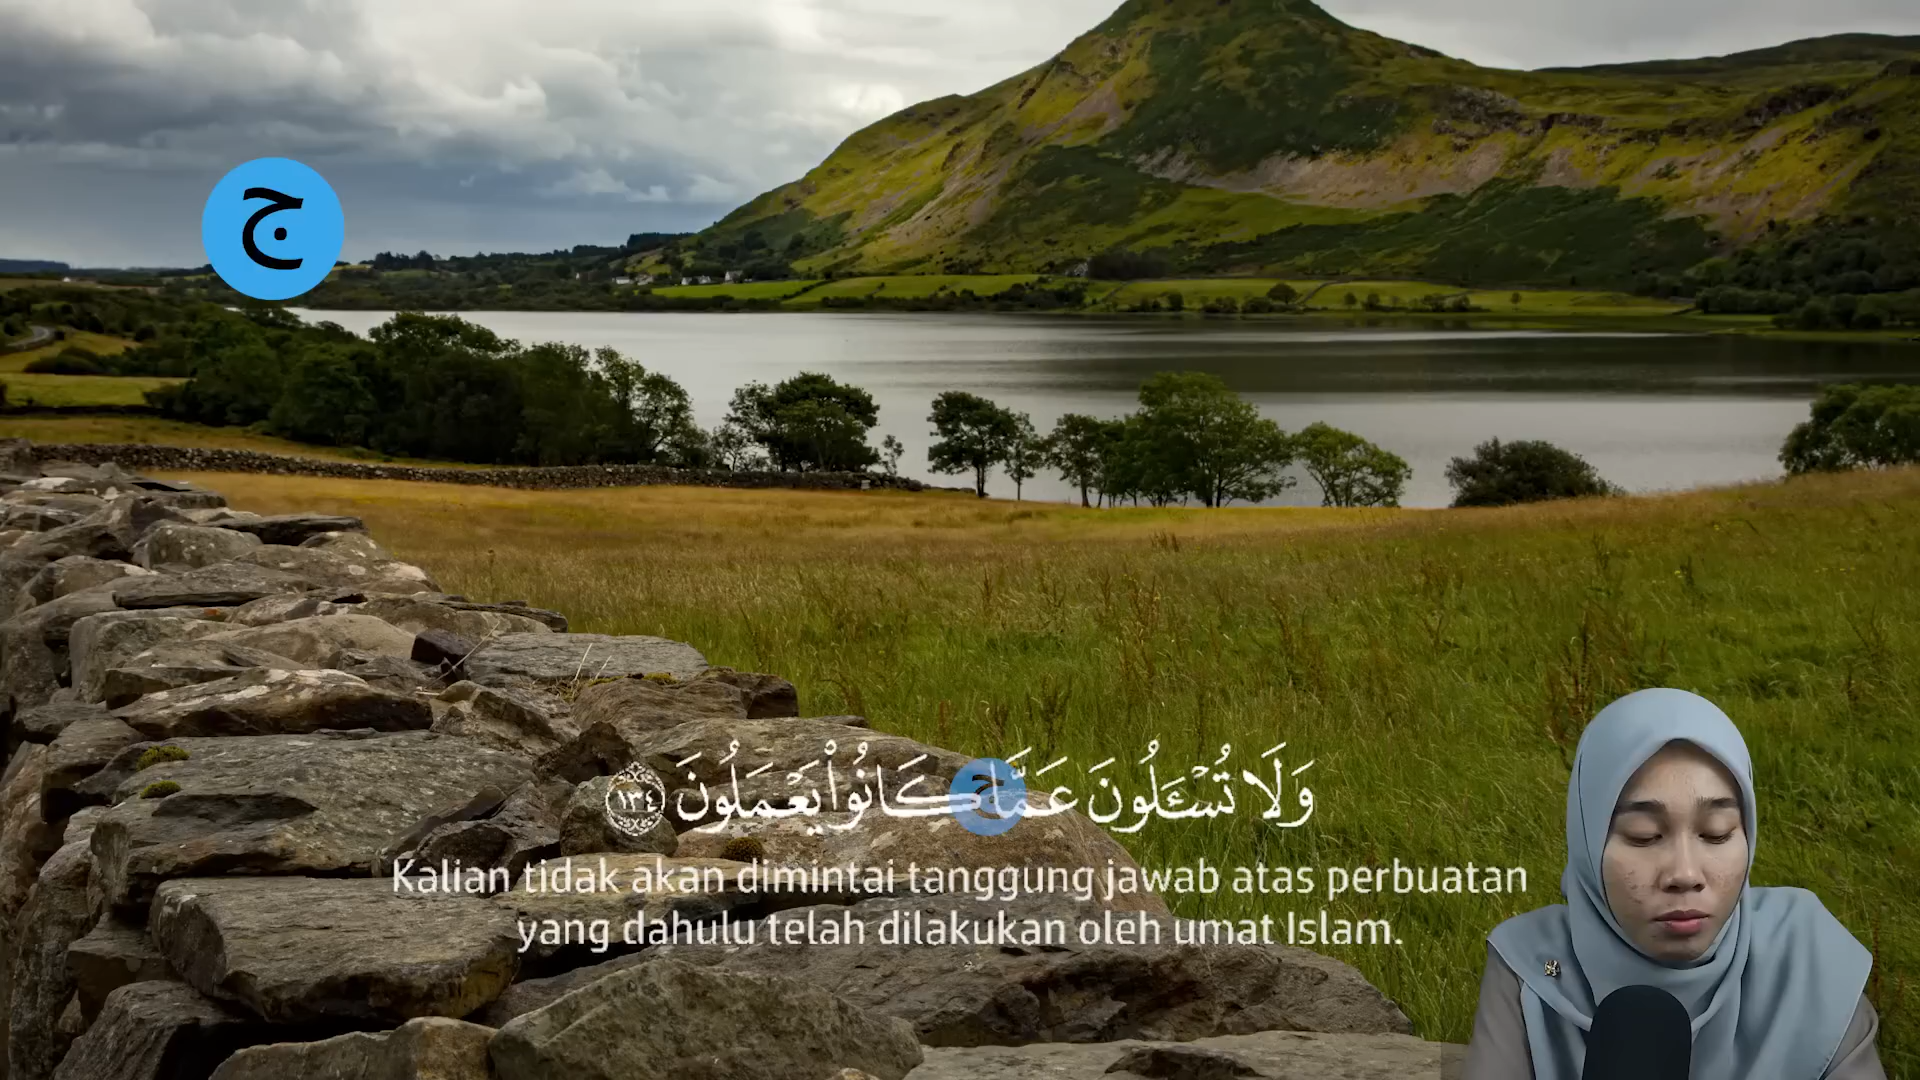 ج
وَلَا تُسْـَٔلُونَ عَمَّا ج كَانُوا۟ يَعْمَلُونَ ١٣٤
Kalian tidak akan dimintai tanggung jawab atas perbuatan
yang dahulu telah dilakukan oleh umat Islam.